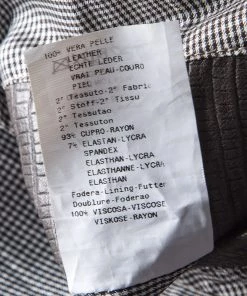 100% VERA PELLE
LEATHER
ECHTE LEDER
VRAI PEAU-COURO
PIEL
2° Tessuto-2° Fabric
2° Stoff-2° Tissu
2° Tessutao
2° Tessuton
93% CUPRO-RAYON
7% ELASTAN-LYCRA
SPANDEX
ELASTHAN-LYCRA
ELASTHANNE-LYCRA
ELASTHAN
Fodera-Lining-Futter
Doublure-Foderao
100% VISCOSA-VISCOSE
VISKOSE-RAYON